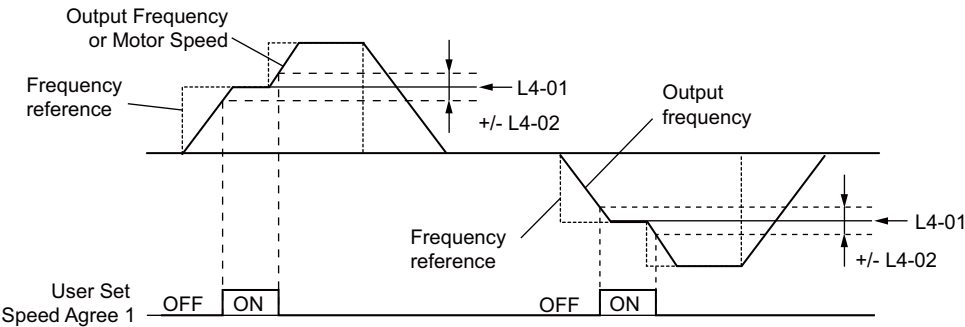 Output Frequency
or Motor Speed
Frequency
reference
L4-01
+/- L4-02
Output
frequency
Frequency
reference
L4-01
+/- L4-02
User Set
Speed Agree 1
OFF
ON
OFF
ON